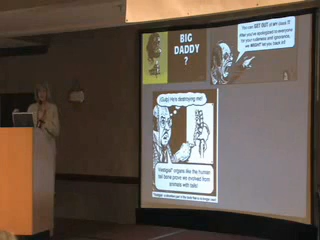 BIG
DADDY
?
You can GET OUT of MY class !!!
After you've apologized to everyone
for your rudeness and ignorance,
we MIGHT let you back in!
(Gulp) He's destroying me!
"Vestigial" organs like the human
tail bone prove we evolved from
animals with tails!